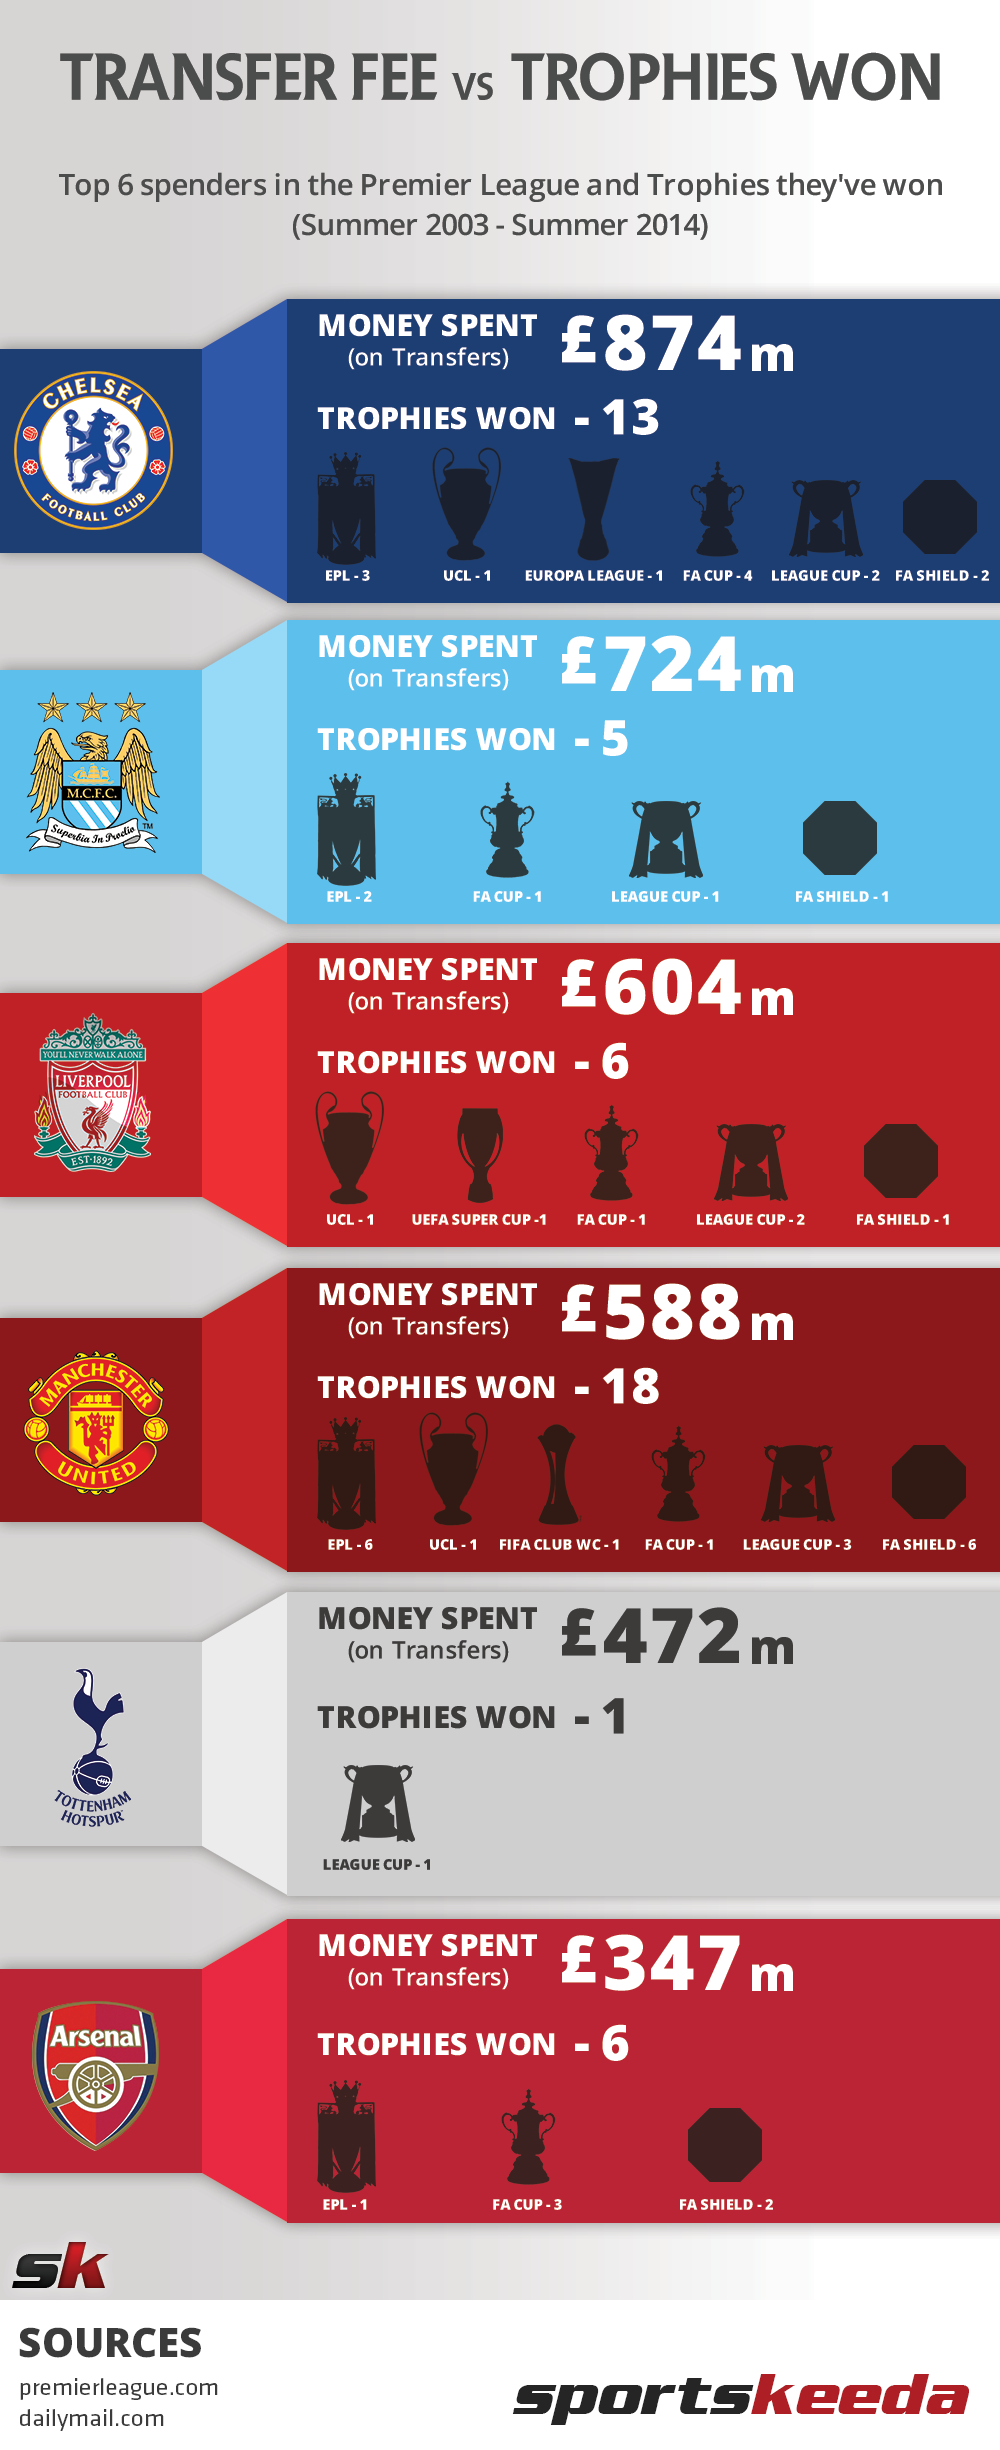 TRANSFER FEE vs TROPHIES WON
Top 6 spenders in the Premier League and Trophies they've won
(Summer 2003 - Summer 2014)
CHELSEA
FOOTBALL CLUB
MONEY SPENT
(on Transfers)
£874m
TROPHIES WON - 13
EPL - 3
UCL - 1
EUROPA LEAGUE - 1
FA CUP - 4
LEAGUE CUP - 2
FA SHIELD - 2
M.C.F.C.
Superbia In Proelio
TM
MONEY SPENT
(on Transfers)
£724m
TROPHIES WON - 5
EPL - 2
FA CUP - 1
LEAGUE CUP - 1
FA SHIELD - 1
YOU'LL NEVER WALK ALONE
LIVERPOOL
FOOTBALL CLUB
EST·1892
MONEY SPENT
(on Transfers)
£604m
TROPHIES WON - 6
UCL - 1
UEFA SUPER CUP -1
FA CUP - 1
LEAGUE CUP - 2
FA SHIELD - 1
MANCHESTER
UNITED
MONEY SPENT
(on Transfers)
£588m
TROPHIES WON - 18
EPL - 6
UCL - 1
FIFA CLUB WC - 1
FA CUP - 1
LEAGUE CUP - 3
FA SHIELD - 6
TOTTENHAM
HOTSPUR
MONEY SPENT
(on Transfers)
£472m
TROPHIES WON - 1
LEAGUE CUP - 1
Arsenal
MONEY SPENT
(on Transfers)
£347m
TROPHIES WON - 6
EPL - 1
FA CUP - 3
FA SHIELD - 2
sk
SOURCES
premierleague.com
dailymail.com
sportskeeda